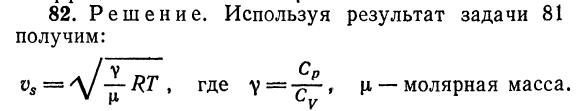 82. Решение. Используя результат задачи 81
получим:
v_s = √(γ/μ RT), где γ = C_p/C_V, μ — молярная масса.